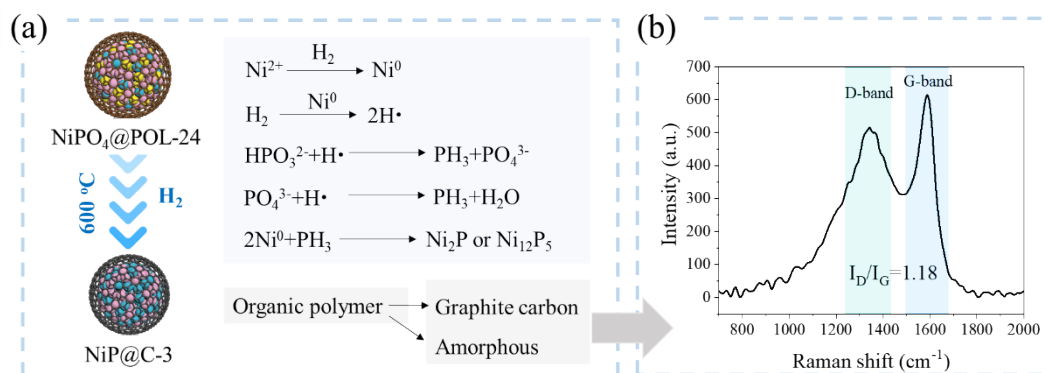 (a)
NiPO₄@POL-24
600 °C
H₂
NiP@C-3
Ni²⁺ H₂ Ni⁰
H₂ Ni⁰ 2H•
HPO₃²⁻+H• PH₃+PO₄³⁻
PO₄³⁻+H• PH₃+H₂O
2Ni⁰+PH₃ Ni₂P or Ni₁₂P₅
Organic polymer Graphite carbon
Amorphous
(b)
D-band G-band
I_D/I_G=1.18
Intensity (a.u.)
700
600
500
400
300
200
100
0
800 1000 1200 1400 1600 1800 2000
Raman shift (cm⁻¹)